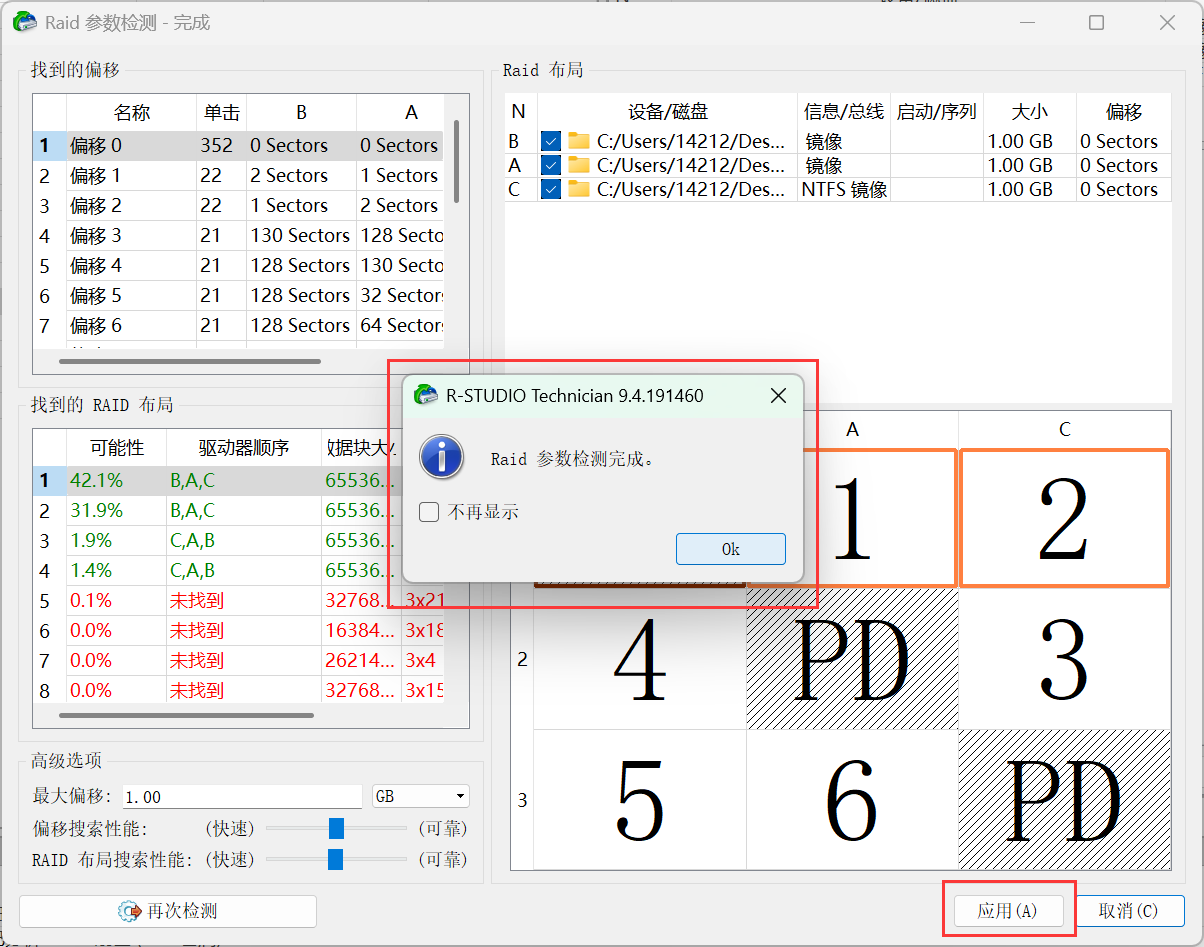 Raid 参数检测 - 完成
找到的偏移
名称 单击 B A
1 偏移 0 352 0 Sectors 0 Sectors
2 偏移 1 22 2 Sectors 1 Sectors
3 偏移 2 22 1 Sectors 2 Sectors
4 偏移 3 21 130 Sectors 128 Secto
5 偏移 4 21 128 Sectors 130 Secto
6 偏移 5 21 128 Sectors 32 Sector
7 偏移 6 21 128 Sectors 64 Sector
找到的 RAID 布局
可能性 驱动器顺序 数据块大小
1 42.1% B,A,C 65536...
2 31.9% B,A,C 65536...
3 1.9% C,A,B 65536...
4 1.4% C,A,B 65536...
5 0.1% 未找到 32768... 3x21
6 0.0% 未找到 16384... 3x18
7 0.0% 未找到 26214... 3x4
8 0.0% 未找到 32768... 3x15
高级选项
最大偏移: 1.00 GB
偏移搜索性能: (快速) (可靠)
RAID 布局搜索性能: (快速) (可靠)
再次检测
Raid 布局
N 设备/磁盘 信息/总线 启动/序列 大小 偏移
B C:/Users/14212/Des... 镜像 1.00 GB 0 Sectors
A C:/Users/14212/Des... 镜像 1.00 GB 0 Sectors
C C:/Users/14212/Des... NTFS 镜像 1.00 GB 0 Sectors
R-STUDIO Technician 9.4.191460
Raid 参数检测完成。
不再显示
Ok
A C
1 2
2 4 PD 3
3 5 6 PD
应用(A) 取消(C)